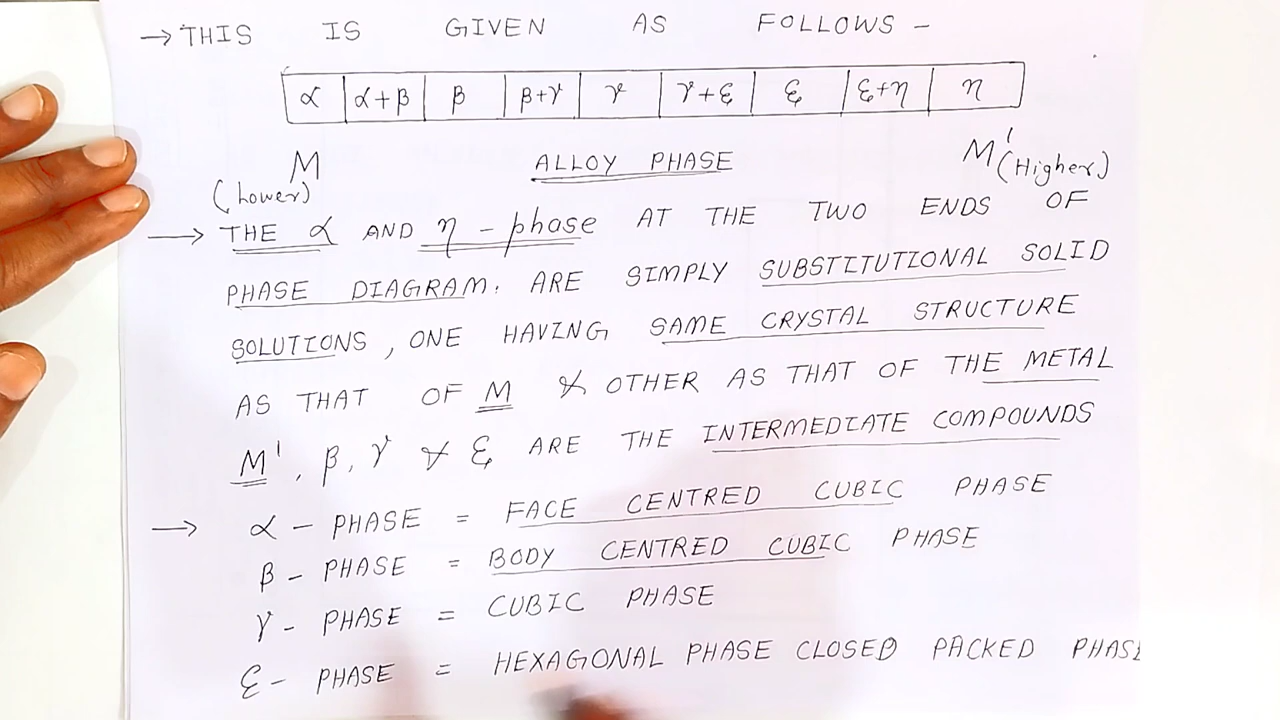 → THIS IS GIVEN AS FOLLOWS -
α | α+β | β | β+γ | γ | γ+ε | ε | ε+η | η
M ALLOY PHASE M' (Higher)
(Lower)
→ THE α AND η - phase AT THE TWO ENDS OF
PHASE DIAGRAM. ARE SIMPLY SUBSTITUTIONAL SOLID
SOLUTIONS, ONE HAVING SAME CRYSTAL STRUCTURE
AS THAT OF M & OTHER AS THAT OF THE METAL
M'. β, γ & ε ARE THE INTERMEDIATE COMPOUNDS
→ α - PHASE = FACE CENTRED CUBIC PHASE
β - PHASE = BODY CENTRED CUBIC PHASE
γ - PHASE = CUBIC PHASE
ε - PHASE = HEXAGONAL PHASE CLOSED PACKED PHASE